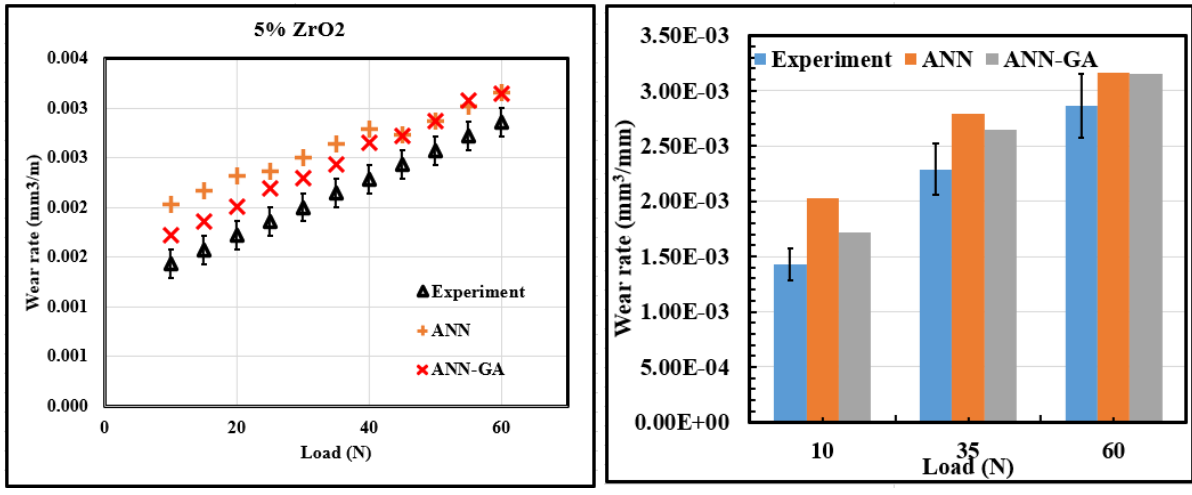 5% ZrO2
0.004
0.003
0.003
0.002
0.002
0.001
0.001
0.000
Wear rate (mm3/m)
Experiment
ANN
ANN-GA
0 20 40 60
Load (N)
3.50E-03
3.00E-03
2.50E-03
2.00E-03
1.50E-03
1.00E-03
5.00E-04
0.00E+00
Wear rate (mm³/mm)
Experiment ANN ANN-GA
10 35 60
Load (N)